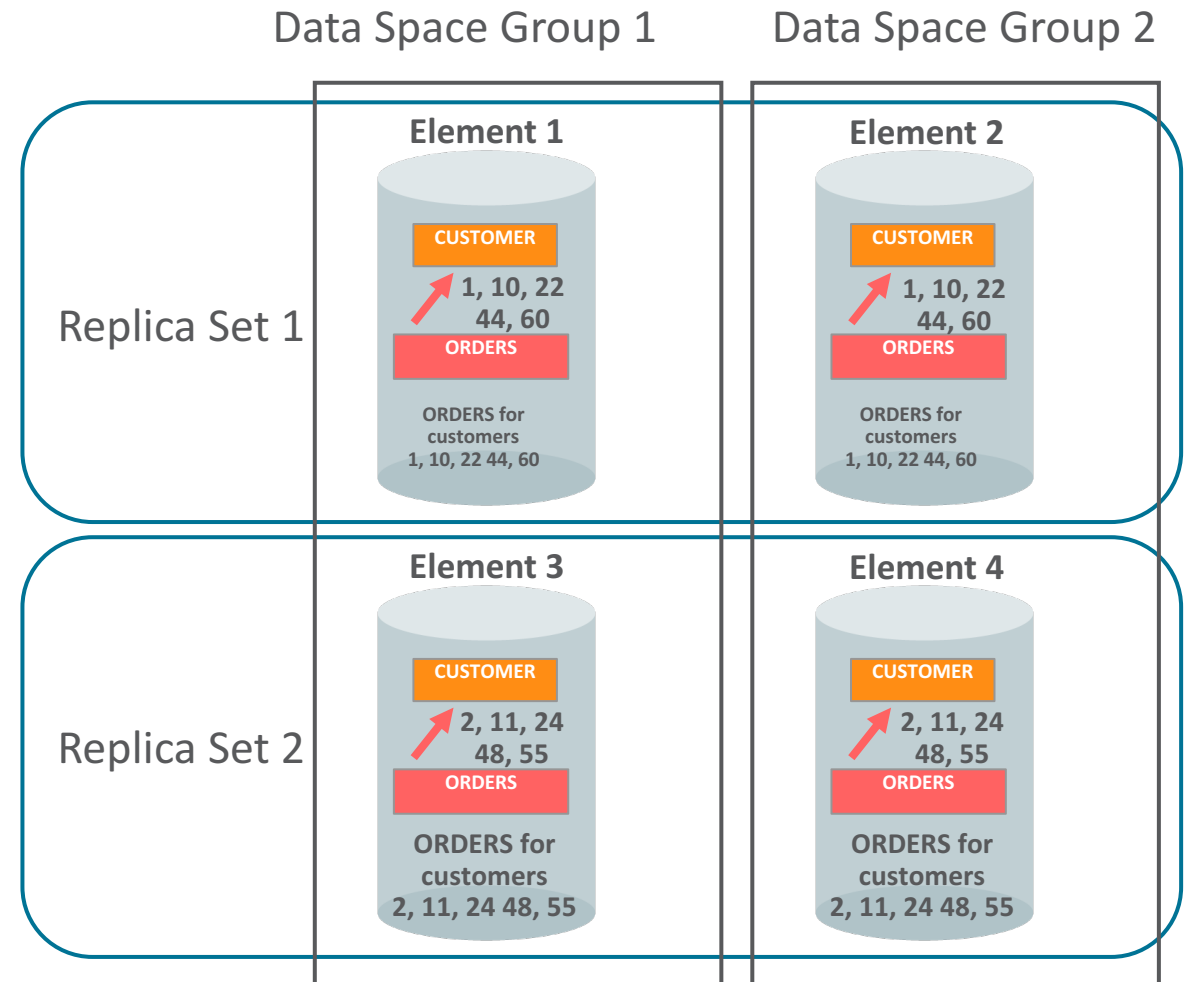 Data Space Group 1
Data Space Group 2
Replica Set 1
Element 1
CUSTOMER
1, 10, 22
44, 60
ORDERS
ORDERS for
customers
1, 10, 22 44, 60
Element 2
CUSTOMER
1, 10, 22
44, 60
ORDERS
ORDERS for
customers
1, 10, 22 44, 60
Replica Set 2
Element 3
CUSTOMER
2, 11, 24
48, 55
ORDERS
ORDERS for
customers
2, 11, 24 48, 55
Element 4
CUSTOMER
2, 11, 24
48, 55
ORDERS
ORDERS for
customers
2, 11, 24 48, 55